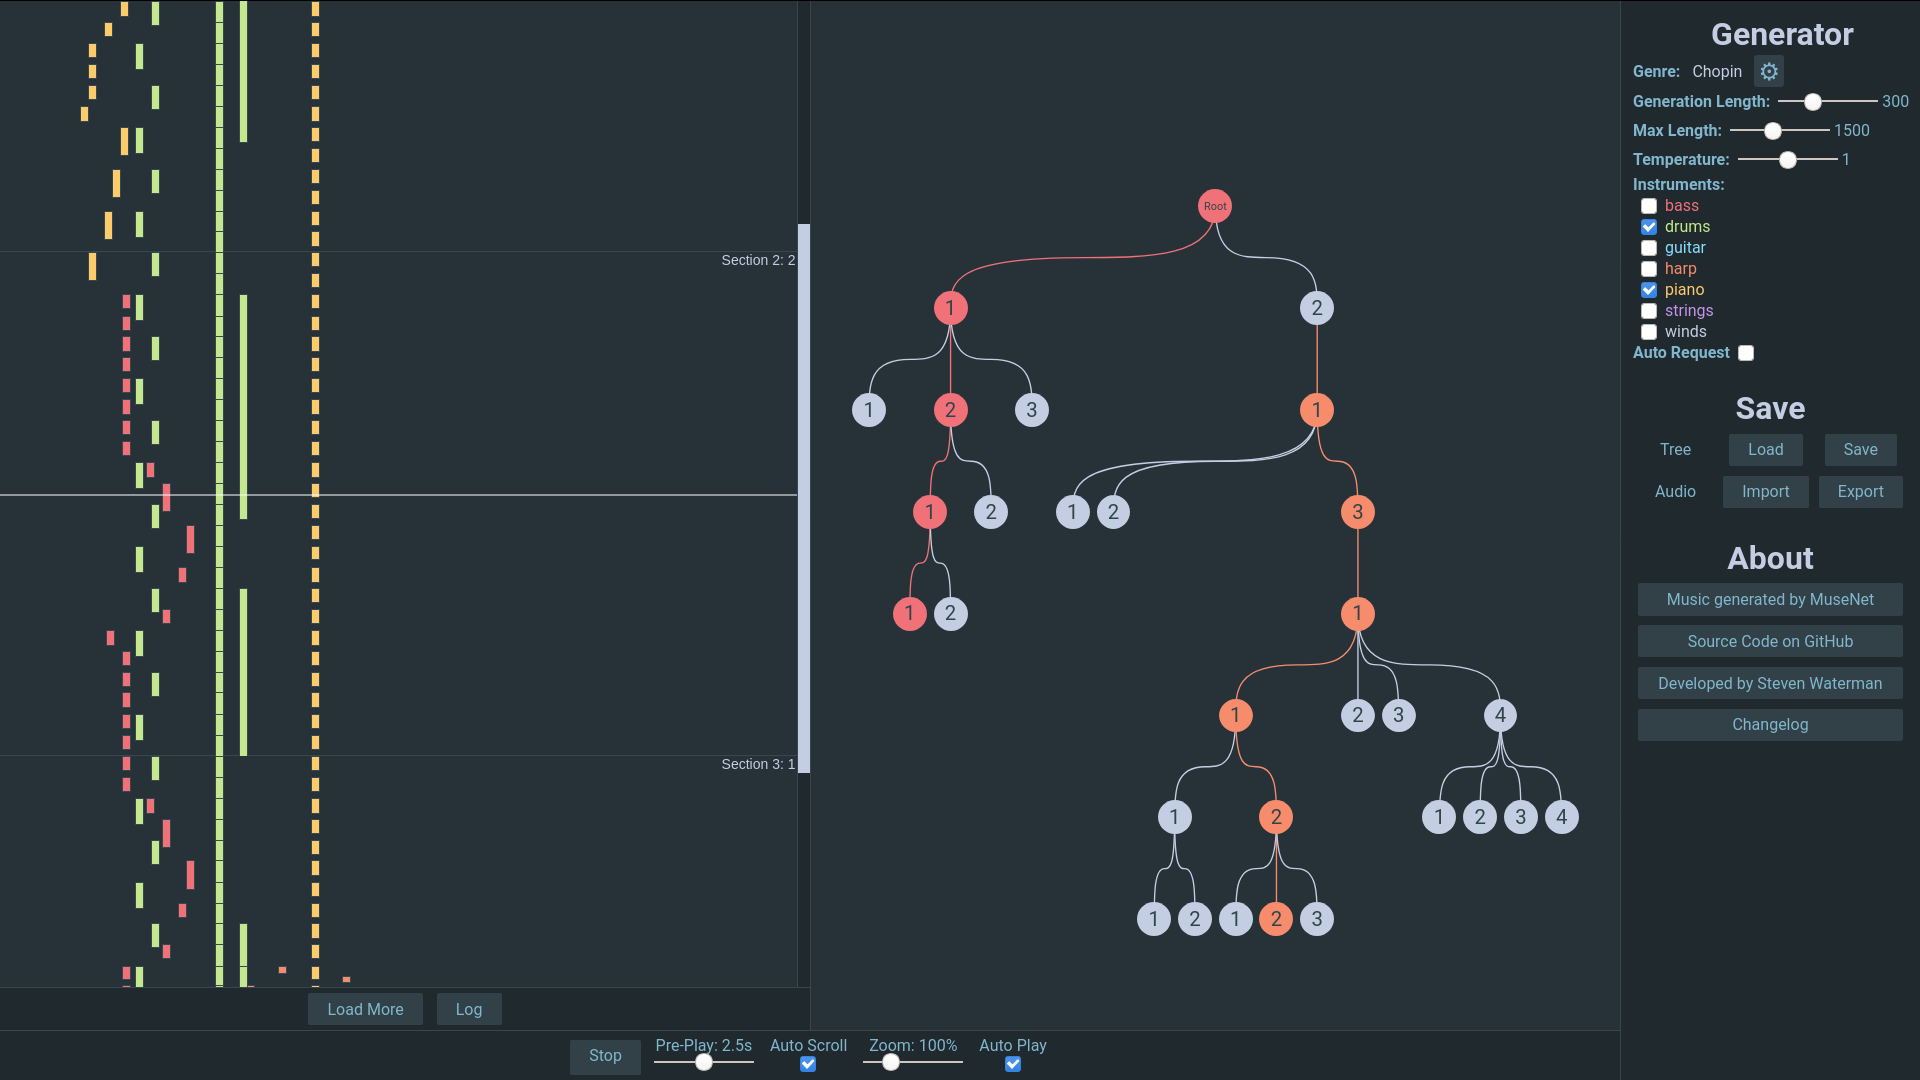 Section 2: 2
Section 3: 1
Load More
Log
Root
1
2
1
2
3
1
1
2
1
2
3
1
2
1
1
2
3
4
1
2
1
2
3
4
1
2
1
2
3
Stop
Pre-Play: 2.5s
Auto Scroll
Zoom: 100%
Auto Play
Generator
Genre: Chopin
Generation Length: 300
Max Length: 1500
Temperature: 1
Instruments:
bass
drums
guitar
harp
piano
strings
winds
Auto Request
Save
Tree Load Save
Audio Import Export
About
Music generated by MuseNet
Source Code on GitHub
Developed by Steven Waterman
Changelog